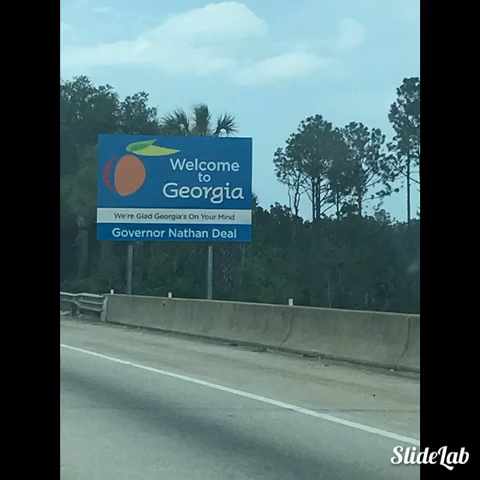 Welcome
to
Georgia
We're Glad Georgia's On Your Mind
Governor Nathan Deal
SlideLab